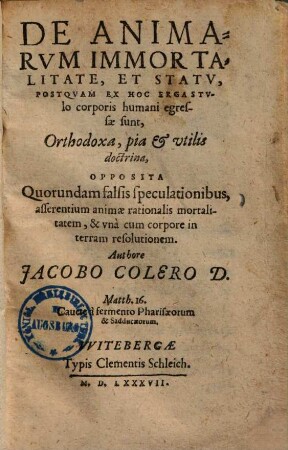 DE ANIMA-
RVM IMMORTA-
LITATE, ET STATV,
POSTQVAM EX HOC ERGASTV-
lo corporis humani egres-
sæ sunt,
Orthodoxa, pia & vtilis
doctrina,
OPPOSITA
Quorundam falsis speculationibus,
asserentium animæ rationalis mortali-
tatem, & vnà cum corpore in
terram resolutionem.
Authore
JACOBO COLERO D.
Matth. 16.
Cauete à fermento Pharisæorum
& Sadducæorum.
WITEBERGÆ
Typis Clementis Schleich.
M. D. LXXXVII.
AUGSBURG